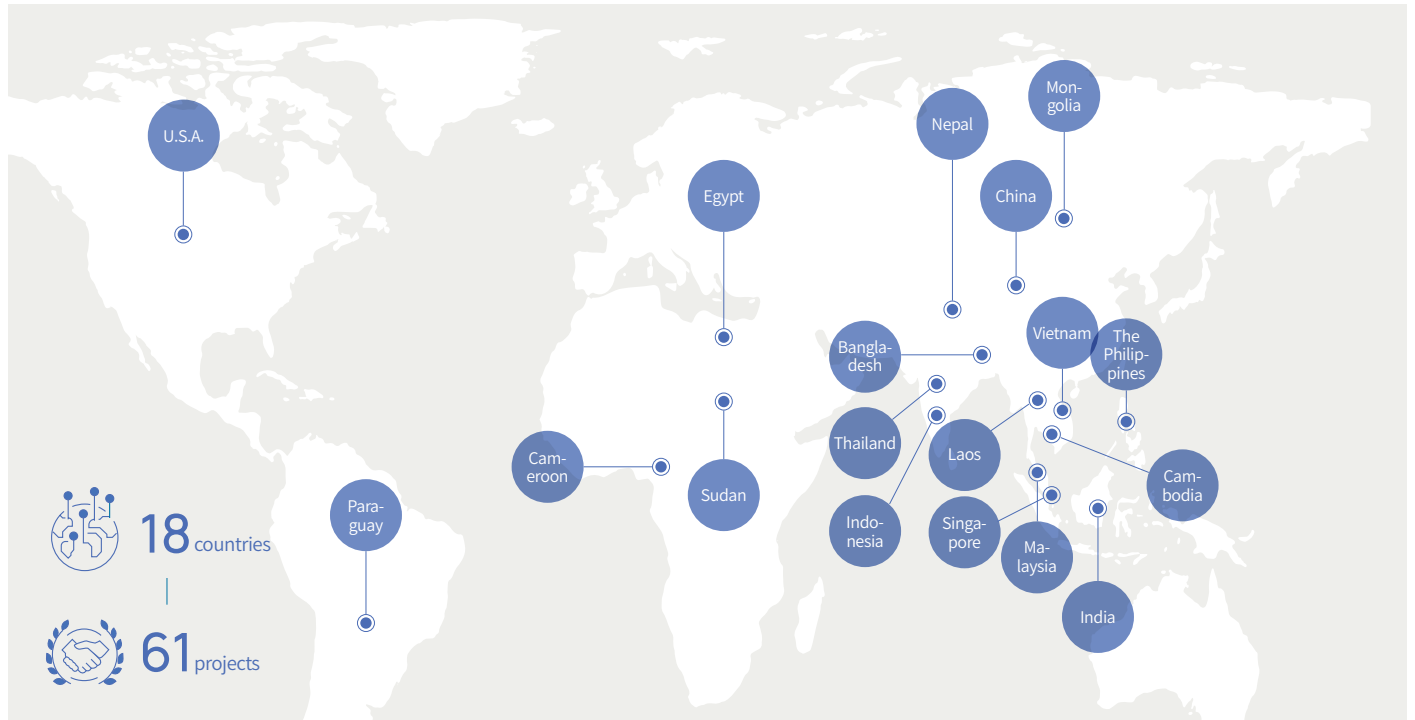 Mon-
golia
Nepal
U.S.A.
Egypt
China
Vietnam
The
Philip-
pines
Bangla-
desh
Thailand
Laos
Cam-
eroon
Cam-
bodia
Sudan
Para-
guay
Indo-
nesia
Singa-
pore
Ma-
laysia
India
18 countries
61 projects